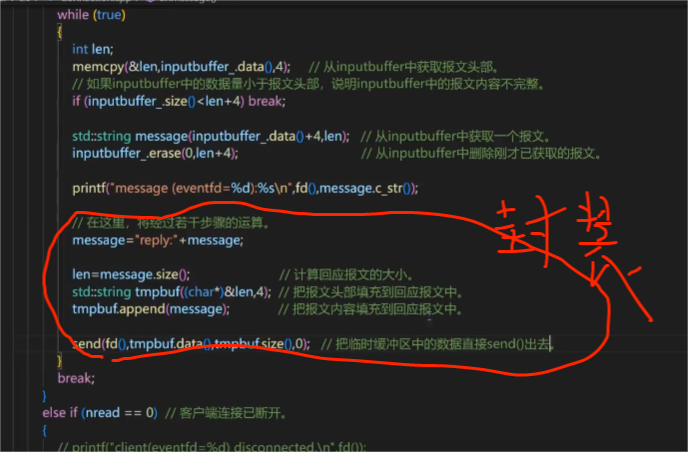 while (true)
{
int len;
memcpy(&len,inputbuffer_.data(),4); // 从inputbuffer中获取报文头部。
// 如果inputbuffer中的数据量小于报文头部，说明inputbuffer中的报文内容不完整。
if (inputbuffer_.size()<len+4) break;
std::string message(inputbuffer_.data()+4,len); // 从inputbuffer中获取一个报文。
inputbuffer_.erase(0,len+4); // 从inputbuffer中删除刚才已获取的报文。
printf("message (eventfd=%d):%s\n",fd(),message.c_str());
// 在这里，将经过若干步骤的运算。
message="reply:"+message;
len=message.size(); // 计算回应报文的大小。
std::string tmpbuf((char*)&len,4); // 把报文头部填充到回应报文中。
tmpbuf.append(message); // 把报文内容填充到回应报文中。
send(fd(),tmpbuf.data(),tmpbuf.size(),0); // 把临时缓冲区中的数据直接send()出去。
}
break;
}
else if (nread == 0) // 客户端连接已断开。
{
// printf("client(eventfd=%d) disconnected.\n",fd());